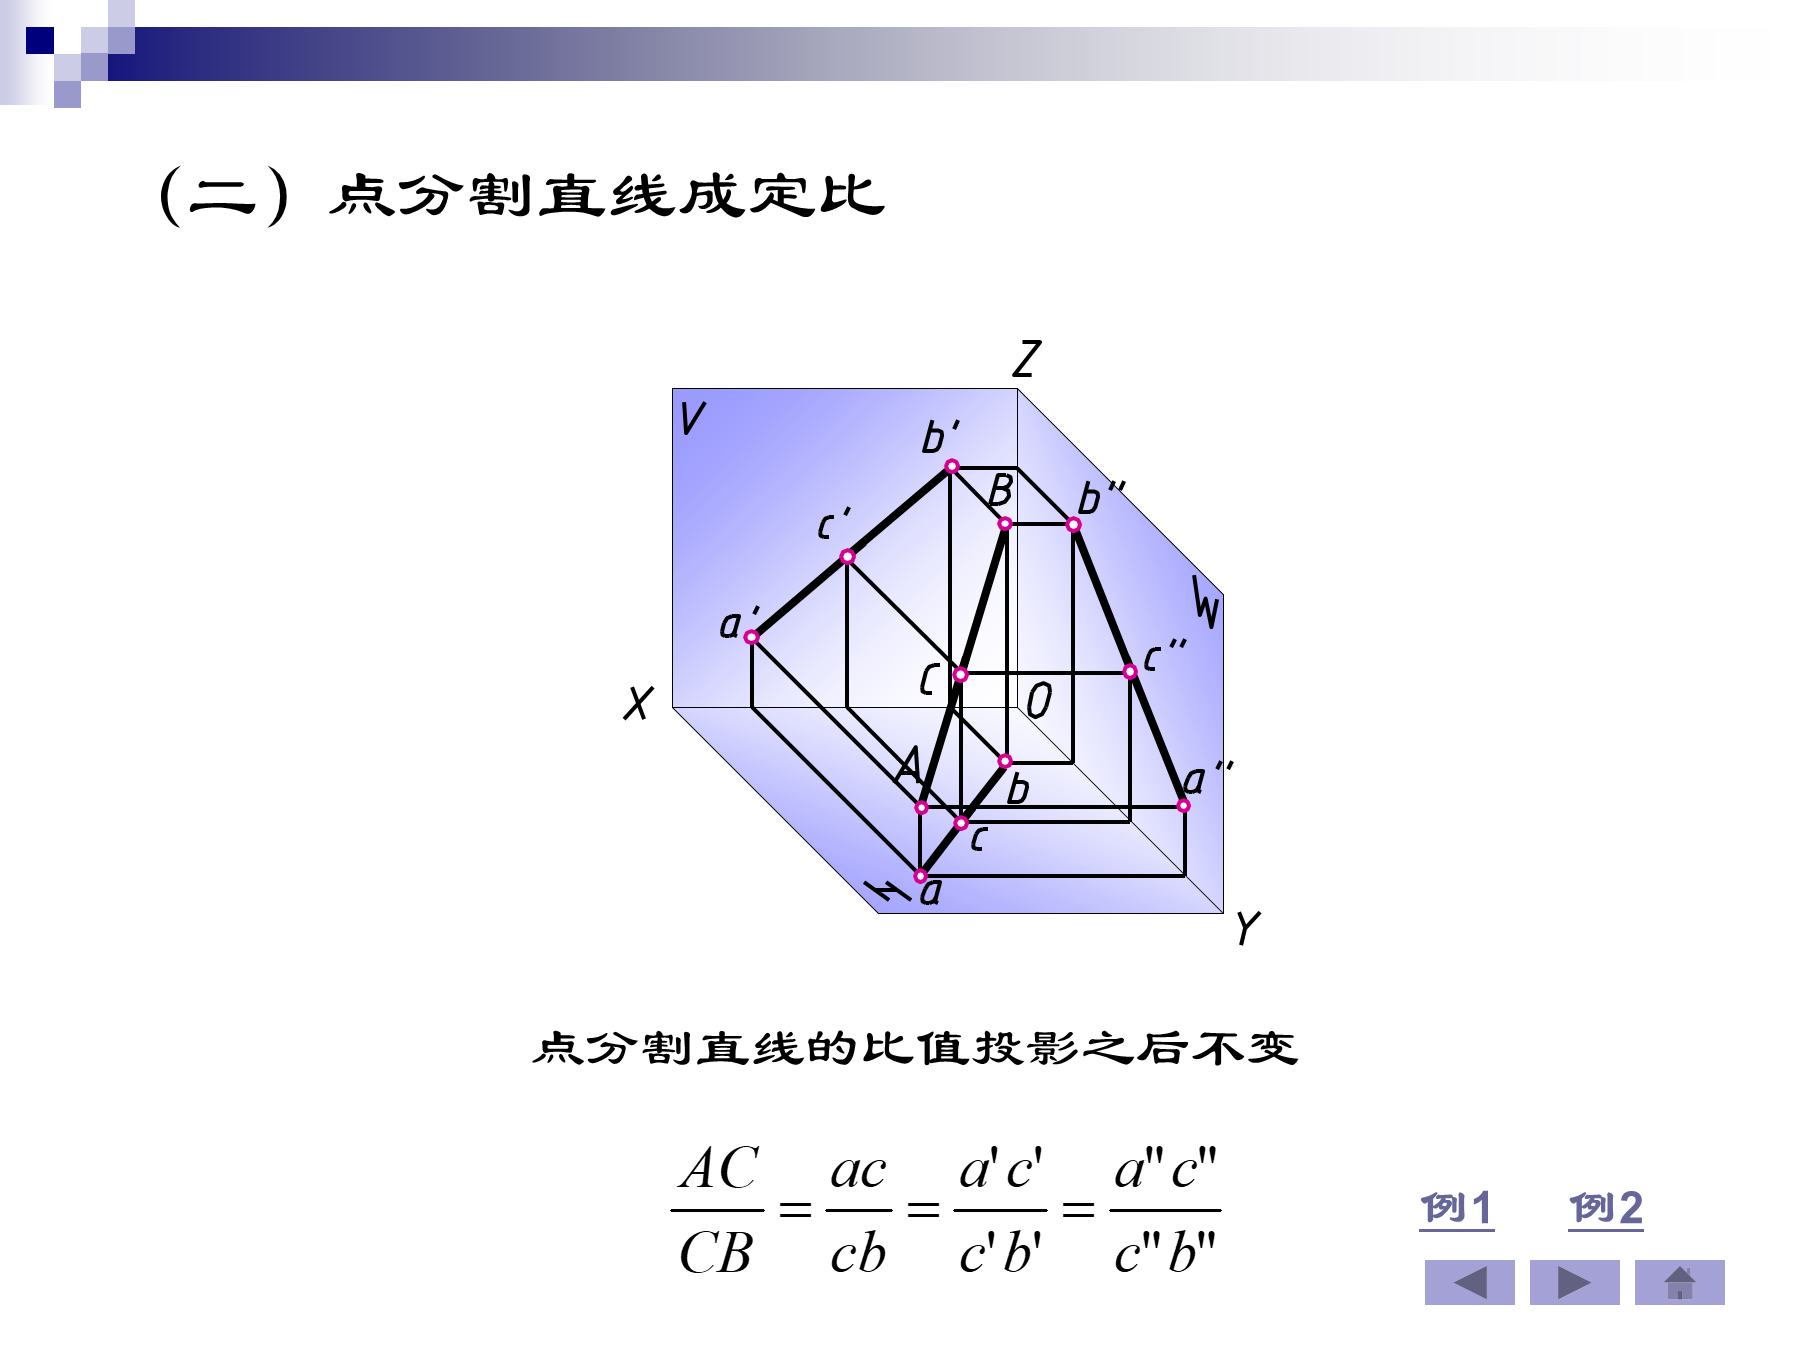 （二）点分割直线成定比
Z
V
b′
B
b″
c′
W
a′
c″
C
X
O
A
a″
b
c
H a
Y
点分割直线的比值投影之后不变
AC/CB = ac/cb = a'c'/c'b' = a"c"/c"b"
例1 例2